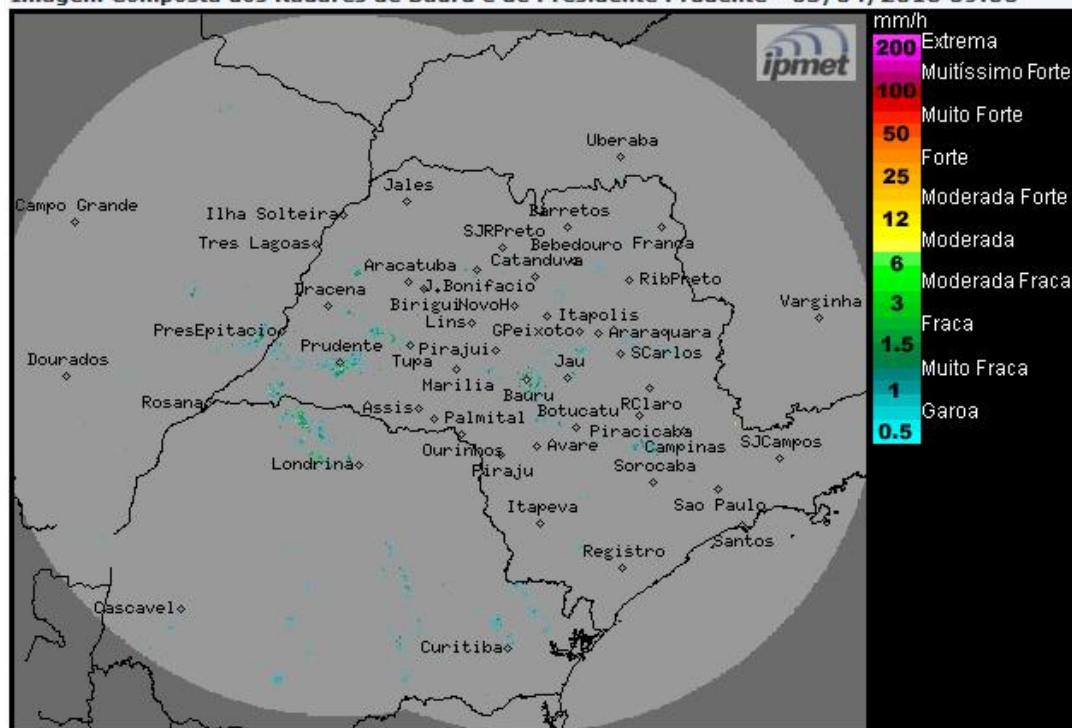 Imagem Composta dos Radares de Bauru e de Presidente Prudente
mm/h
200 Extrema
Muitíssimo Forte
100
Muito Forte
50
Forte
25
Moderada Forte
12
Moderada
6
Moderada Fraca
3
Fraca
1.5
Muito Fraca
1
Garoa
0.5
ipmet
Uberaba
Jales
Campo Grande
Ilha Solteira
Barretos
SJRPreto
Tres Lagoas
Bebedouro Franca
Catanduva
Aracatuba
RibPreto
J.Bonifacio
Dracena
Varginha
BiriguiNovoH
Itapolis
Lins
GPeixoto
Araraquara
PresEpitacio
Prudente
Pirajui
SCarlos
Dourados
Tupa
Jau
Marilia
Bauru
Rosana
Assis
Botucatu
RClaro
Palmital
Piracicaba
SJCampos
Ourinhos
Avare
Campinas
Londrina
Piraju
Sorocaba
Itapeva
Sao Paulo
Santos
Registro
Cascavel
Curitiba